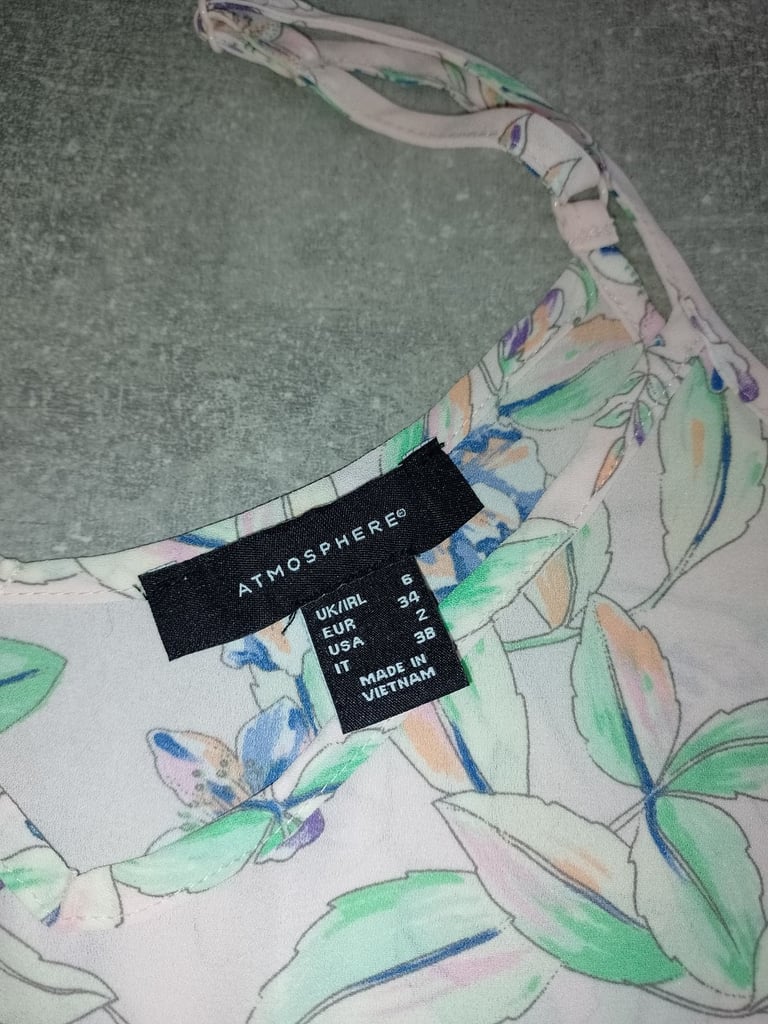 ATMOSPHERE®
UK/IRL 6
EUR 34
USA 2
IT 38
MADE IN
VIETNAM